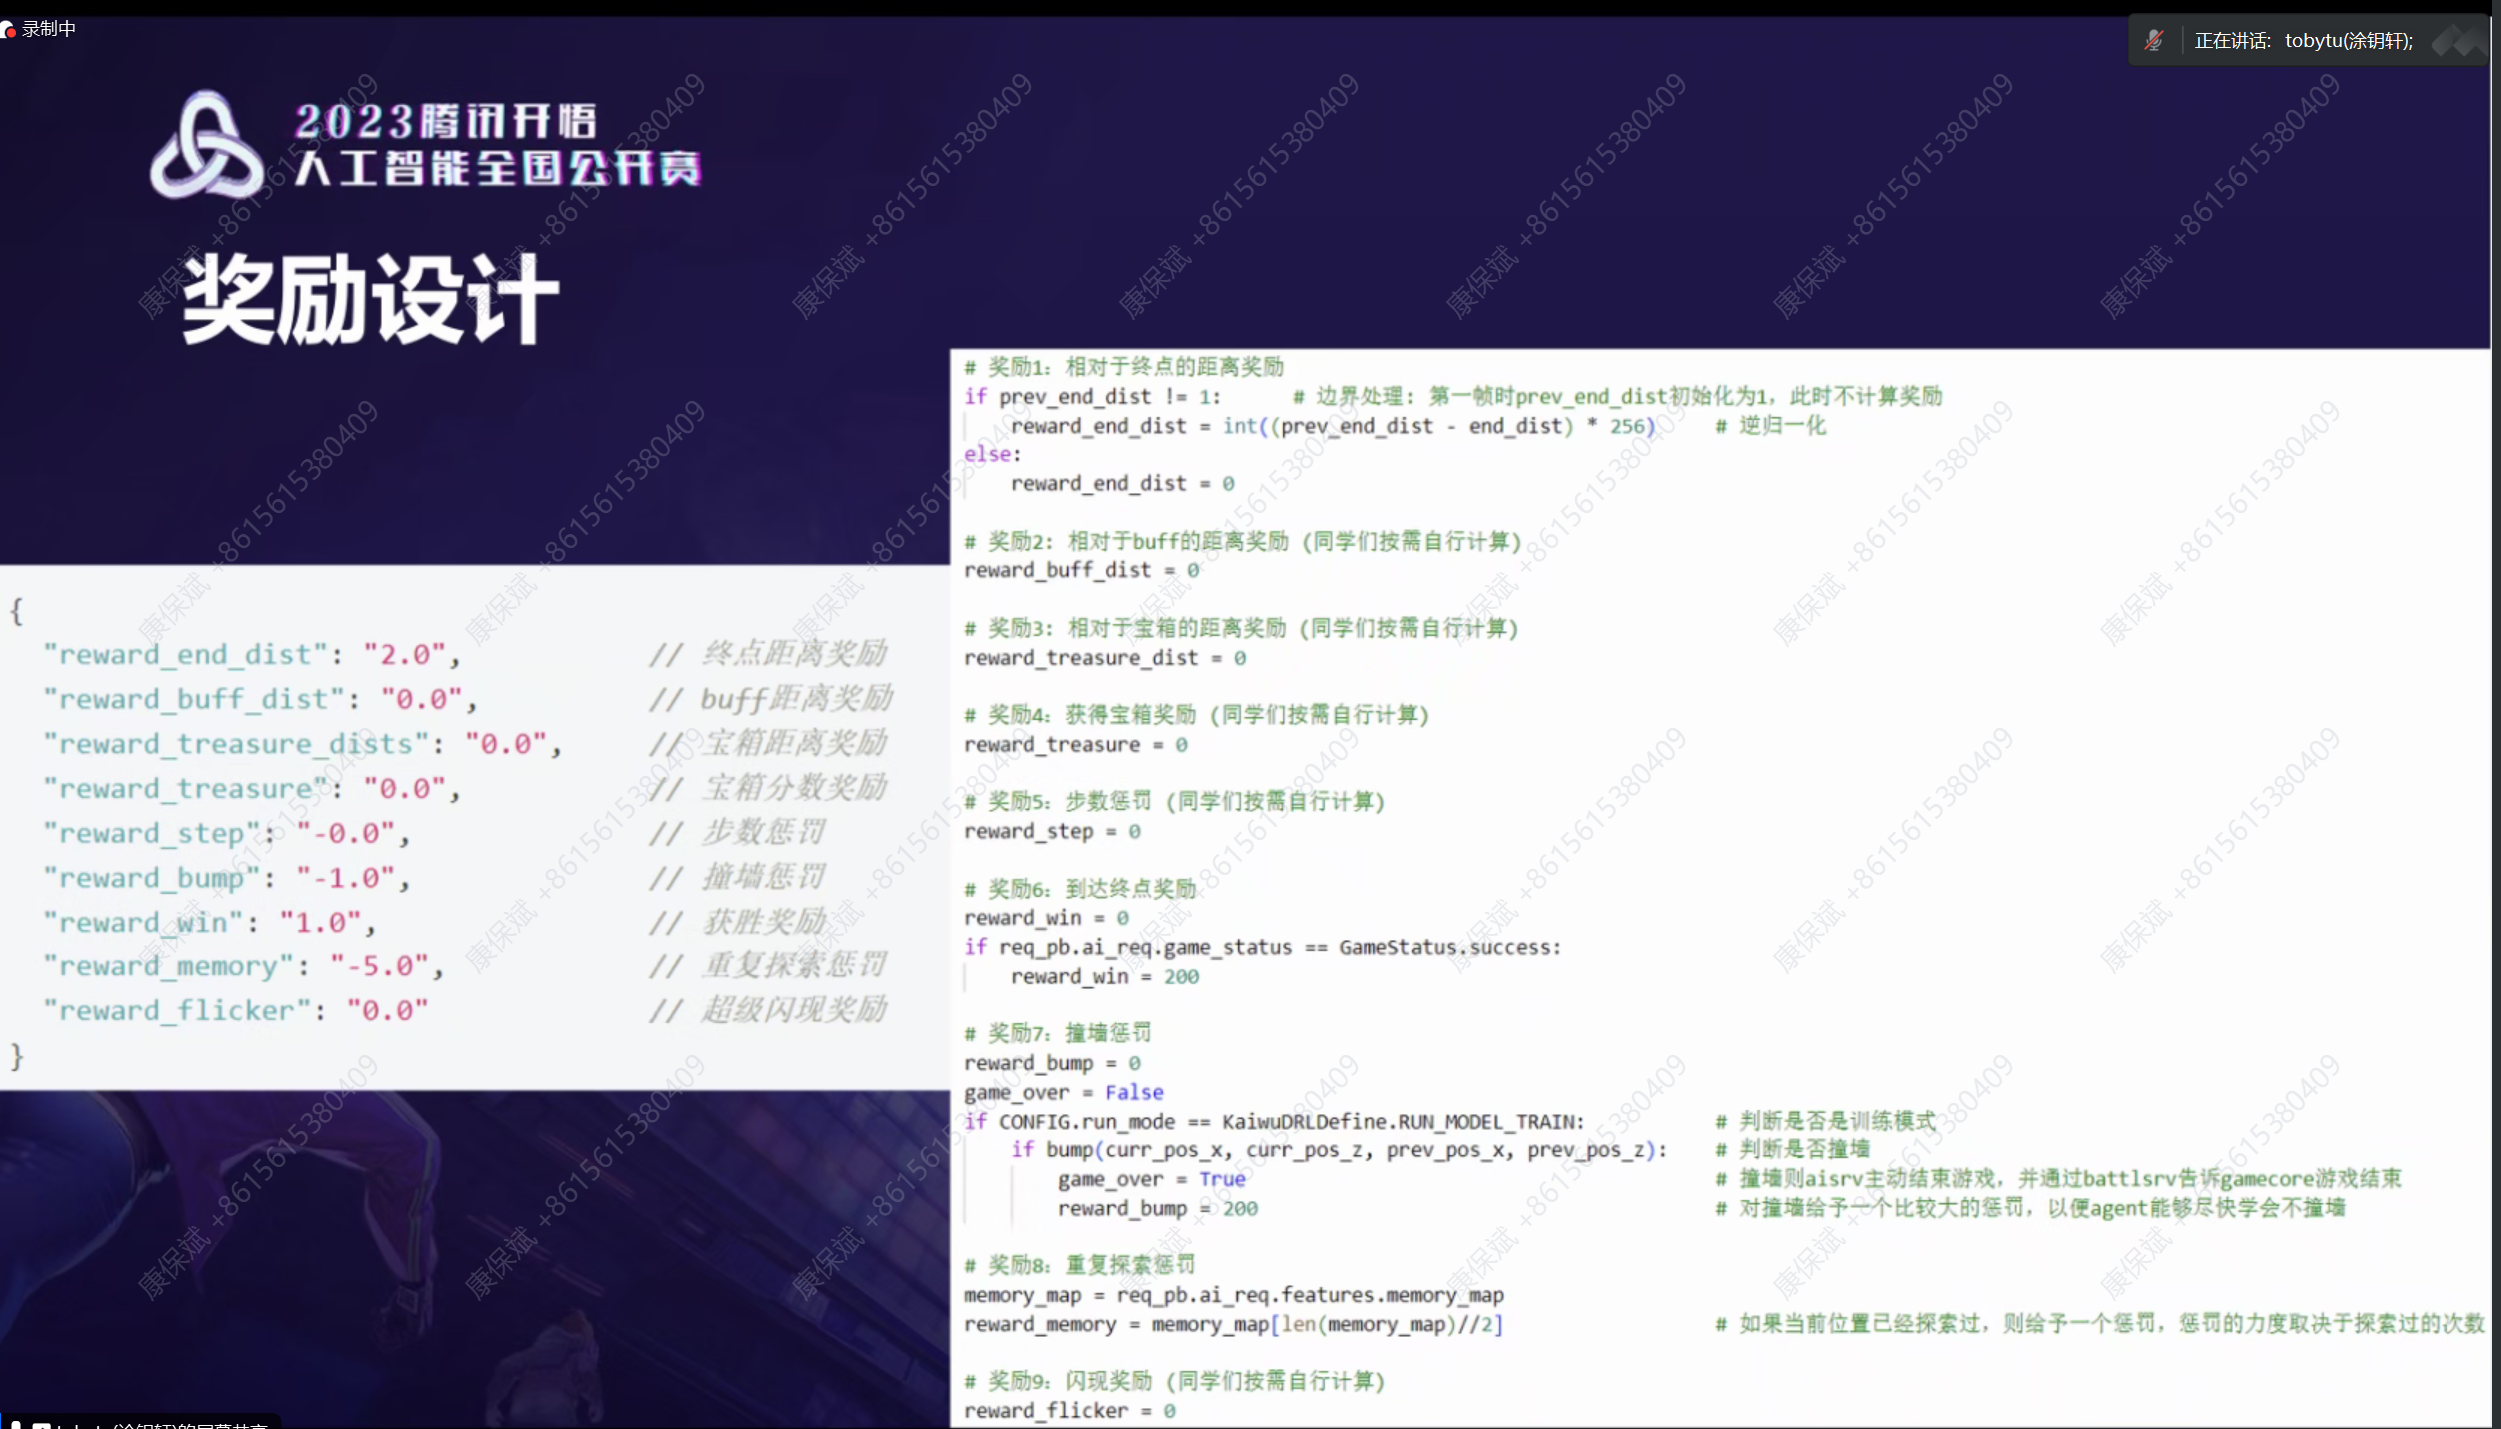 录制中
正在讲话: tobytu(涂钥轩);
2023腾讯开悟
人工智能全国公开赛
奖励设计
{
"reward_end_dist": "2.0", // 终点距离奖励
"reward_buff_dist": "0.0", // buff距离奖励
"reward_treasure_dists": "0.0", // 宝箱距离奖励
"reward_treasure": "0.0", // 宝箱分数奖励
"reward_step": "-0.0", // 步数惩罚
"reward_bump": "-1.0", // 撞墙惩罚
"reward_win": "1.0", // 获胜奖励
"reward_memory": "-5.0", // 重复探索惩罚
"reward_flicker": "0.0" // 超级闪现奖励
}
# 奖励1: 相对于终点的距离奖励
if prev_end_dist != 1: # 边界处理: 第一帧时prev_end_dist初始化为1, 此时不计算奖励
reward_end_dist = int((prev_end_dist - end_dist) * 256) # 逆归一化
else:
reward_end_dist = 0
# 奖励2: 相对于buff的距离奖励 (同学们按需自行计算)
reward_buff_dist = 0
# 奖励3: 相对于宝箱的距离奖励 (同学们按需自行计算)
reward_treasure_dist = 0
# 奖励4: 获得宝箱奖励 (同学们按需自行计算)
reward_treasure = 0
# 奖励5: 步数惩罚 (同学们按需自行计算)
reward_step = 0
# 奖励6: 到达终点奖励
reward_win = 0
if req_pb.ai_req.game_status == GameStatus.success:
reward_win = 200
# 奖励7: 撞墙惩罚
reward_bump = 0
game_over = False
if CONFIG.run_mode == KaiwuDRLDefine.RUN_MODEL_TRAIN: # 判断是否是训练模式
if bump(curr_pos_x, curr_pos_z, prev_pos_x, prev_pos_z): # 判断是否撞墙
game_over = True # 撞墙则aisrv主动结束游戏, 并通过battlsrv告诉gamecore游戏结束
reward_bump = 200 # 对撞墙给予一个比较大的惩罚, 以便agent能够尽快学会不撞墙
# 奖励8: 重复探索惩罚
memory_map = req_pb.ai_req.features.memory_map
reward_memory = memory_map[len(memory_map)//2] # 如果当前位置已经探索过, 则给予一个惩罚, 惩罚的力度取决于探索过的次数
# 奖励9: 闪现奖励 (同学们按需自行计算)
reward_flicker = 0
康保斌 +8615615380409